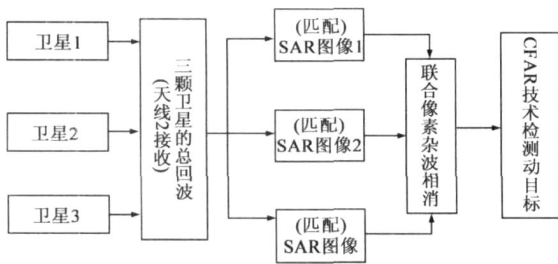 卫星1
卫星2
卫星3
三颗卫星的总回波
(天线2接收)
(匹配)
SAR图像1
(匹配)
SAR图像2
(匹配)
SAR图像
联合像素杂波相消
CFAR技术检测动目标